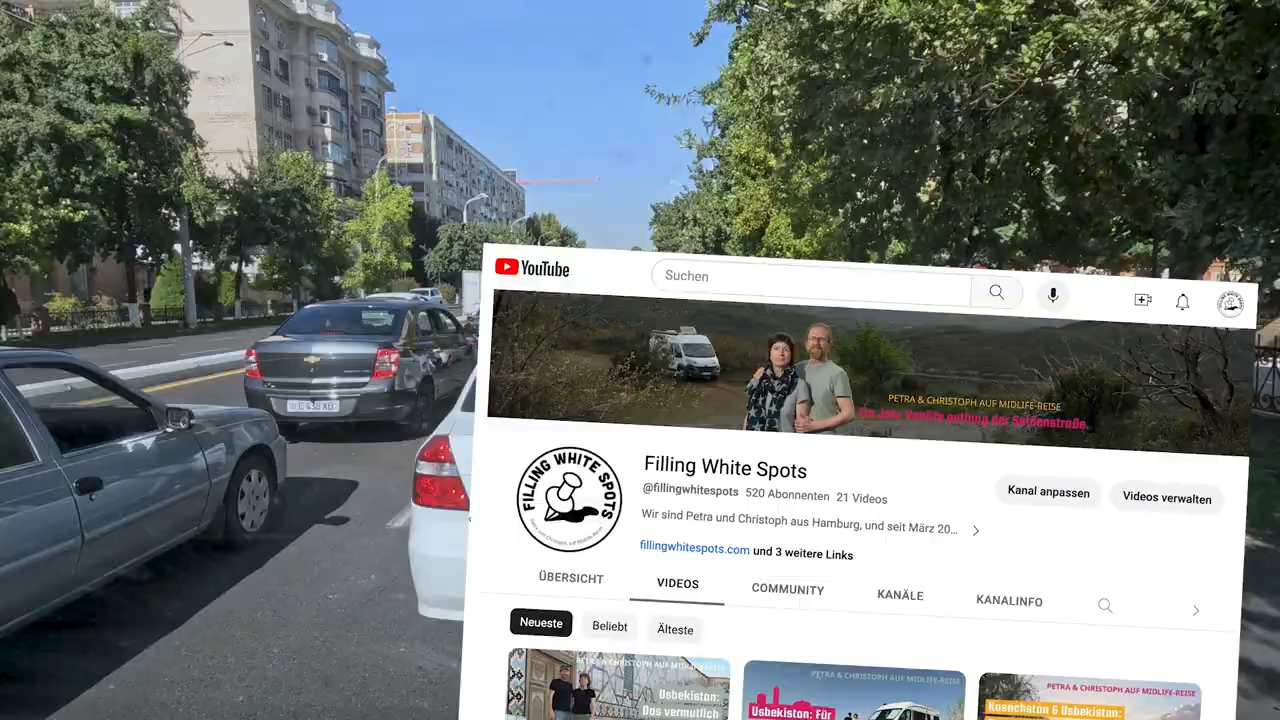 YouTube
Suchen
PETRA & CHRISTOPH AUF MIDLIFE-REISE
Ein Jahr Vanlife entlang der Seidenstraße.
FILLING WHITE SPOTS
Filling White Spots
@fillingwhitespots 520 Abonnenten 21 Videos
Kanal anpassen
Videos verwalten
Wir sind Petra und Christoph aus Hamburg, und seit März 20...
fillingwhitespots.com und 3 weitere Links
ÜBERSICHT
VIDEOS
COMMUNITY
KANÄLE
KANALINFO
Neueste
Beliebt
Älteste
PETRA & CHRISTOPH AUF MIDLIFE-REISE
Usbekistan:
Das vermutlich
PETRA & CHRISTOPH AUF MIDLIFE-REISE
Usbekistan: Für
PETRA & CHRISTOPH AUF MIDLIFE-REISE
Kasachstan & Usbekistan: